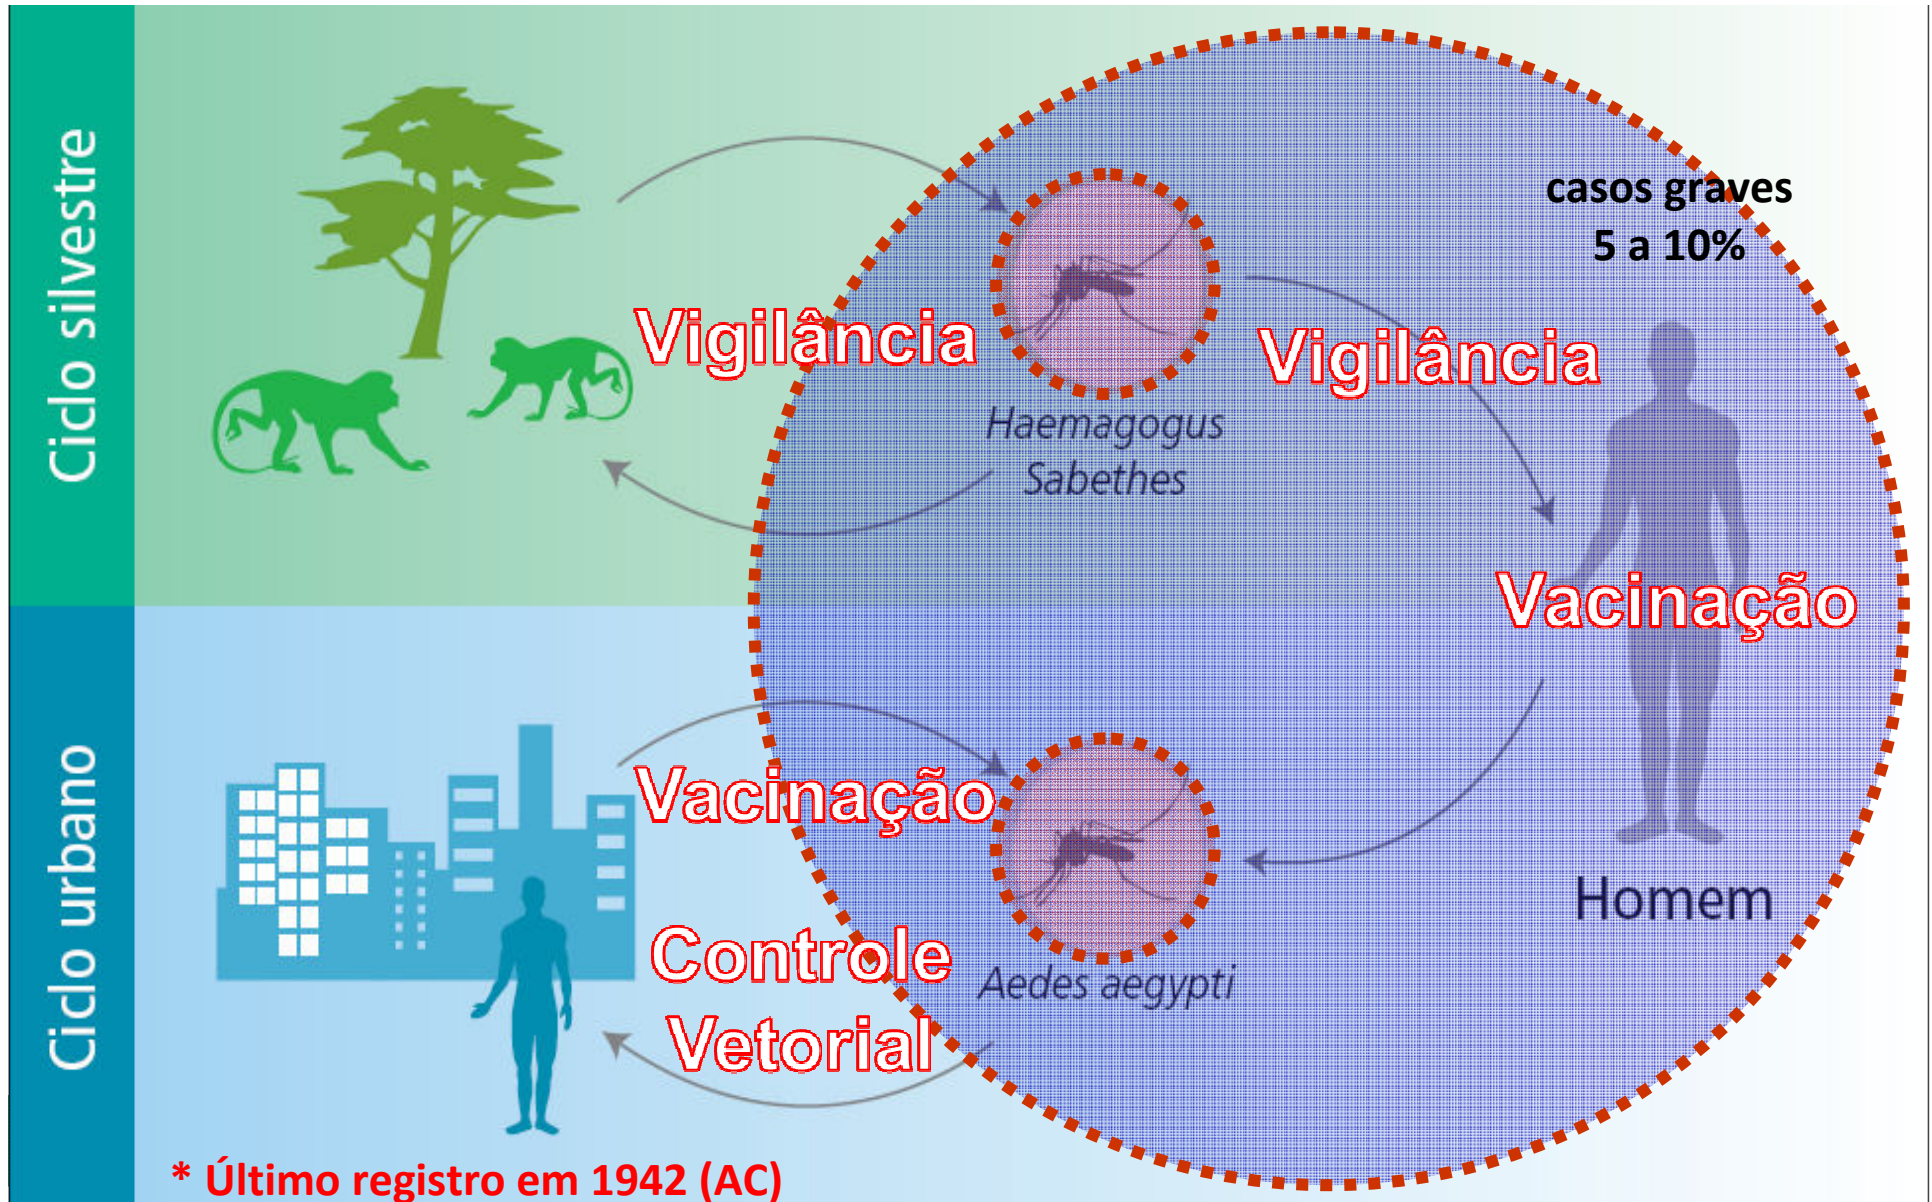 Ciclo silvestre
casos graves
5 a 10%
Vigilância
Vigilância
Haemagogus
Sabethes
Vacinação
Ciclo urbano
Vacinação
Homem
Controle
Vetorial
Aedes aegypti
* Último registro em 1942 (AC)